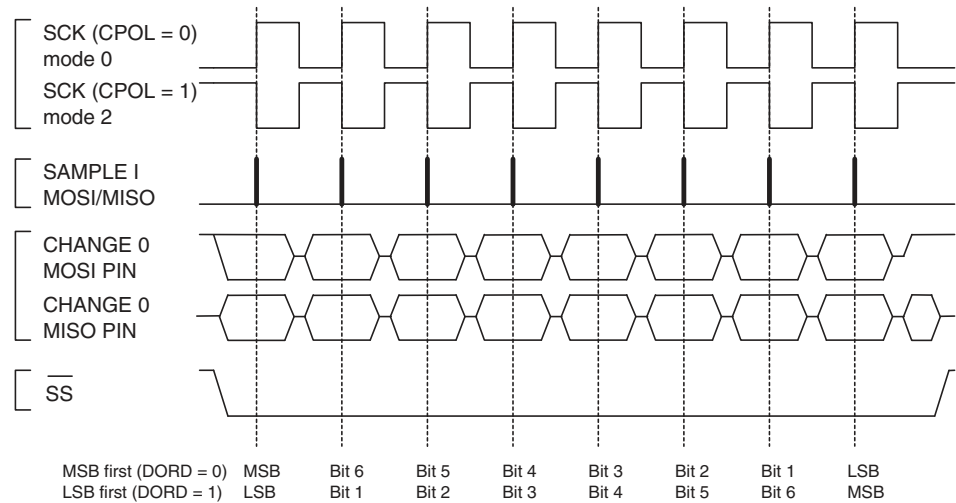 SCK (CPOL = 0)
mode 0
SCK (CPOL = 1)
mode 2
SAMPLE I
MOSI/MISO
CHANGE 0
MOSI PIN
CHANGE 0
MISO PIN
SS
MSB first (DORD = 0) MSB Bit 6 Bit 5 Bit 4 Bit 3 Bit 2 Bit 1 LSB
LSB first (DORD = 1) LSB Bit 1 Bit 2 Bit 3 Bit 4 Bit 5 Bit 6 MSB